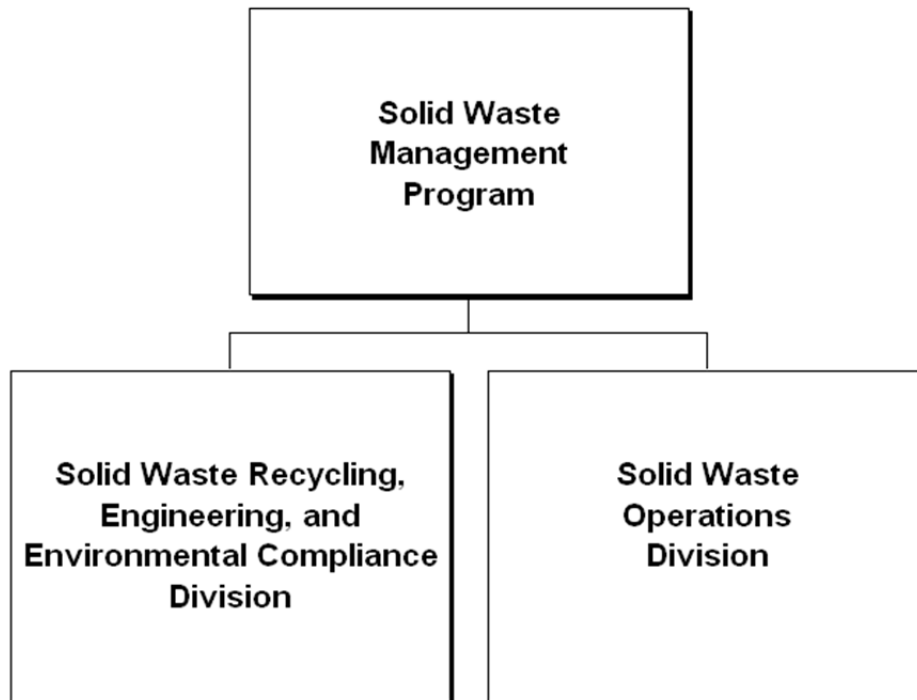 Solid Waste
Management
Program
Solid Waste Recycling,
Engineering, and
Environmental Compliance
Division
Solid Waste
Operations
Division